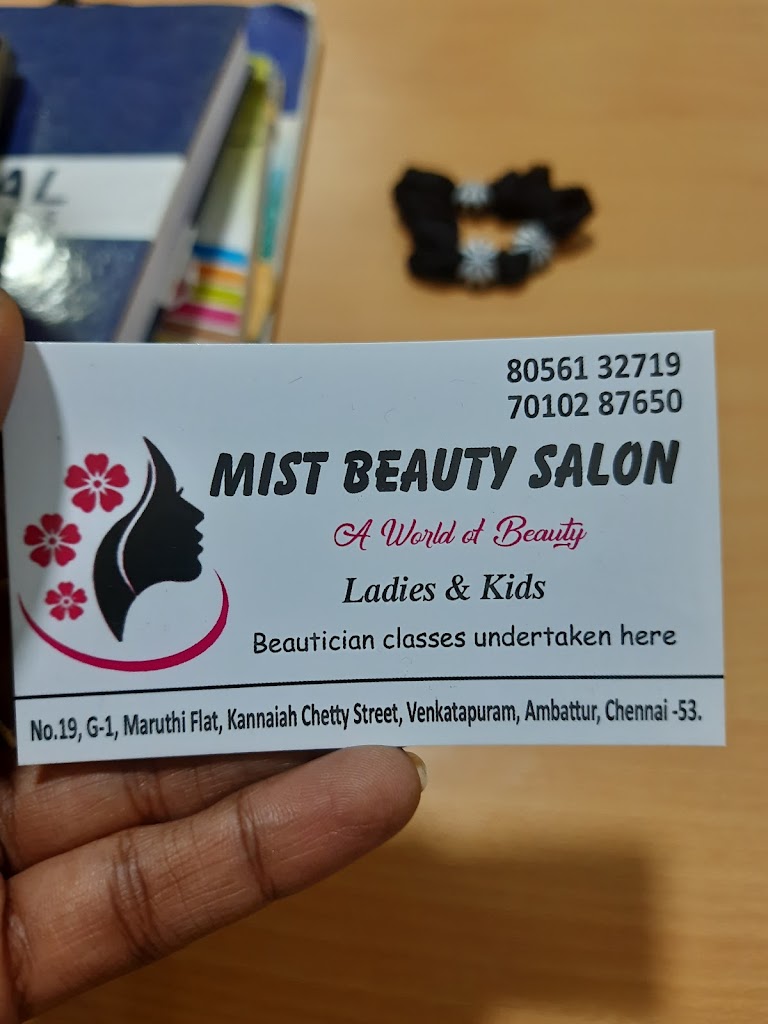 AL
80561 32719
70102 87650
MIST BEAUTY SALON
A World of Beauty
Ladies & Kids
Beautician classes undertaken here
No.19, G-1, Maruthi Flat, Kannaiah Chetty Street, Venkatapuram, Ambattur, Chennai -53.